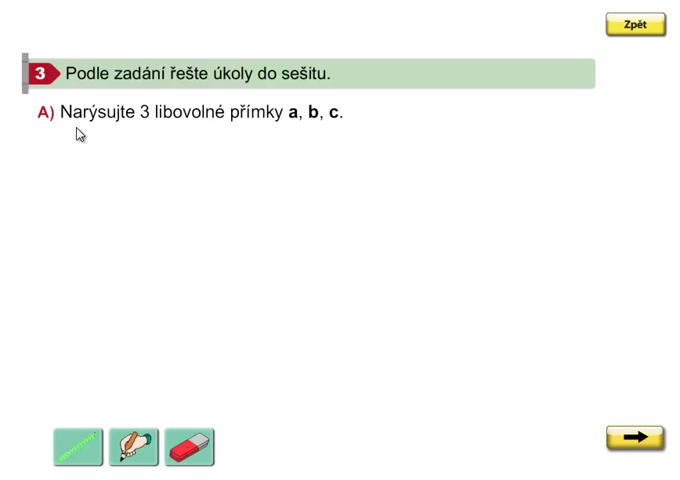 Zpět
3 Podle zadání řešte úkoly do sešitu.
A) Narýsujte 3 libovolné přímky a, b, c.